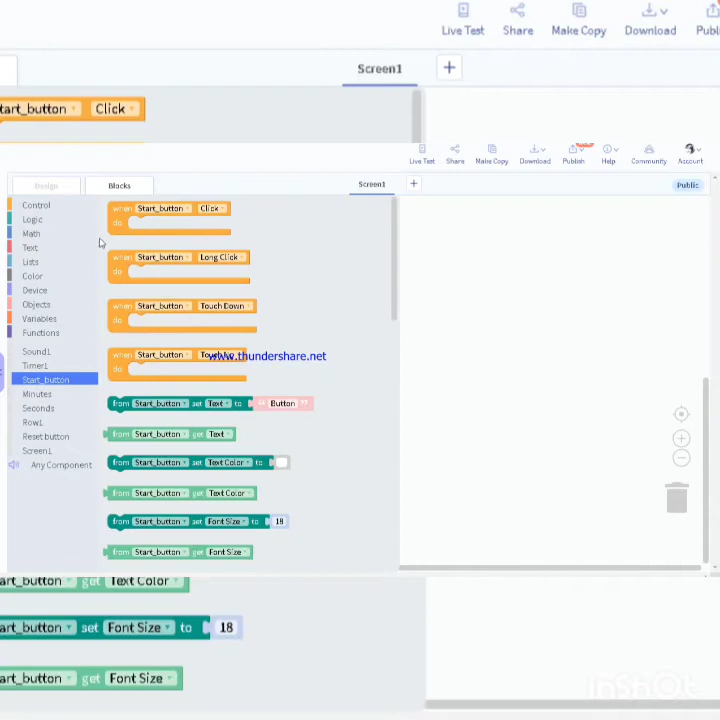 Live Test Share Make Copy Download Publ
Screen1 +
tart_button Click
Live Test Share Make Copy Download Publish Help Community Account
Design Blocks Screen1 + Public
Control
Logic
Math
Text
Lists
Color
Device
Objects
Variables
Functions
Sound1
Timer1
Start_button
Minutes
Seconds
Row1
Reset button
Screen1
Any Component
when Start_button Click
do
when Start_button Long Click
do
when Start_button Touch Down
do
when Start_button
do
www.thundershare.net
from Start_button set Text to “ Button ”
from Start_button get Text
from Start_button set Text Color to
from Start_button get Text Color
from Start_button set Font Size to 18
from Start_button get Font Size
art_button get Text Color
art_button set Font Size to 18
art_button get Font Size
InShOt